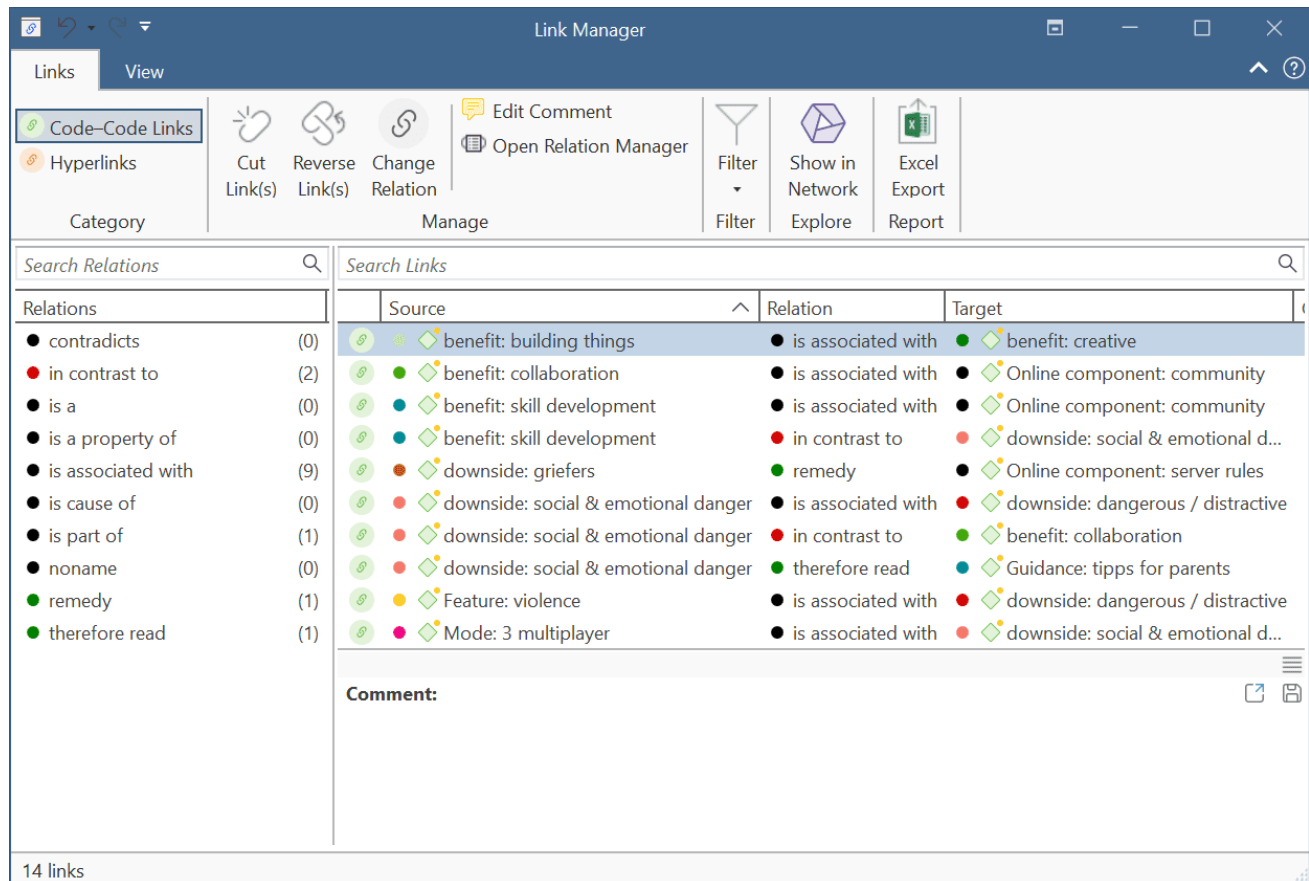 Link Manager
Links View
Code–Code Links
Hyperlinks
Category
Cut Link(s)
Reverse Link(s)
Change Relation
Edit Comment
Open Relation Manager
Manage
Filter
Filter
Show in Network
Explore
Excel Export
Report
Search Relations
Relations
contradicts (0)
in contrast to (2)
is a (0)
is a property of (0)
is associated with (9)
is cause of (0)
is part of (1)
noname (0)
remedy (1)
therefore read (1)
Search Links
Source Relation Target
benefit: building things is associated with benefit: creative
benefit: collaboration is associated with Online component: community
benefit: skill development is associated with Online component: community
benefit: skill development in contrast to downside: social & emotional d...
downside: griefers remedy Online component: server rules
downside: social & emotional danger is associated with downside: dangerous / distractive
downside: social & emotional danger in contrast to benefit: collaboration
downside: social & emotional danger therefore read Guidance: tipps for parents
Feature: violence is associated with downside: dangerous / distractive
Mode: 3 multiplayer is associated with downside: social & emotional d...
Comment:
14 links